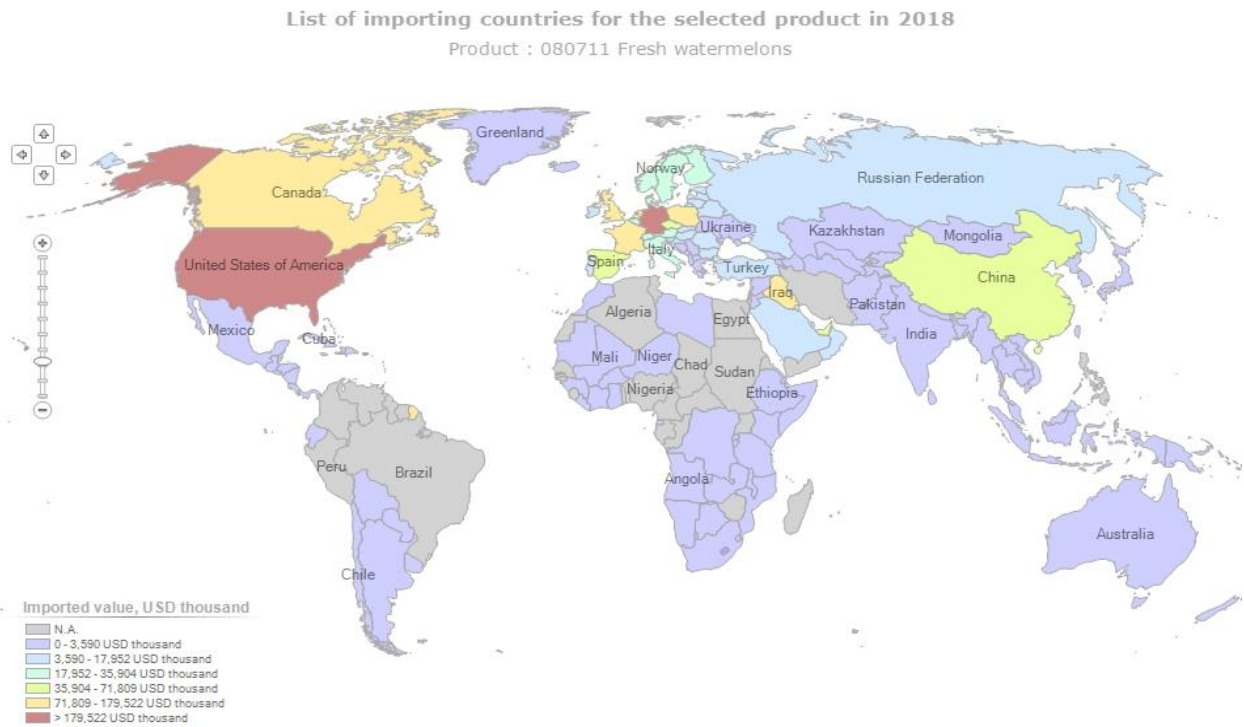 List of importing countries for the selected product in 2018
Product : 080711 Fresh watermelons
Greenland
Norway
Russian Federation
Canada
Ukraine
Kazakhstan
Mongolia
Italy
United States of America
Spain
Turkey
China
Iraq
Pakistan
Algeria
Egypt
Mexico
Cuba
India
Mali
Niger
Chad
Sudan
Nigeria
Ethiopia
Peru
Brazil
Angola
Australia
Chile
Imported value, USD thousand
N.A.
0 - 3,590 USD thousand
3,590 - 17,952 USD thousand
17,952 - 35,904 USD thousand
35,904 - 71,809 USD thousand
71,809 - 179,522 USD thousand
> 179,522 USD thousand